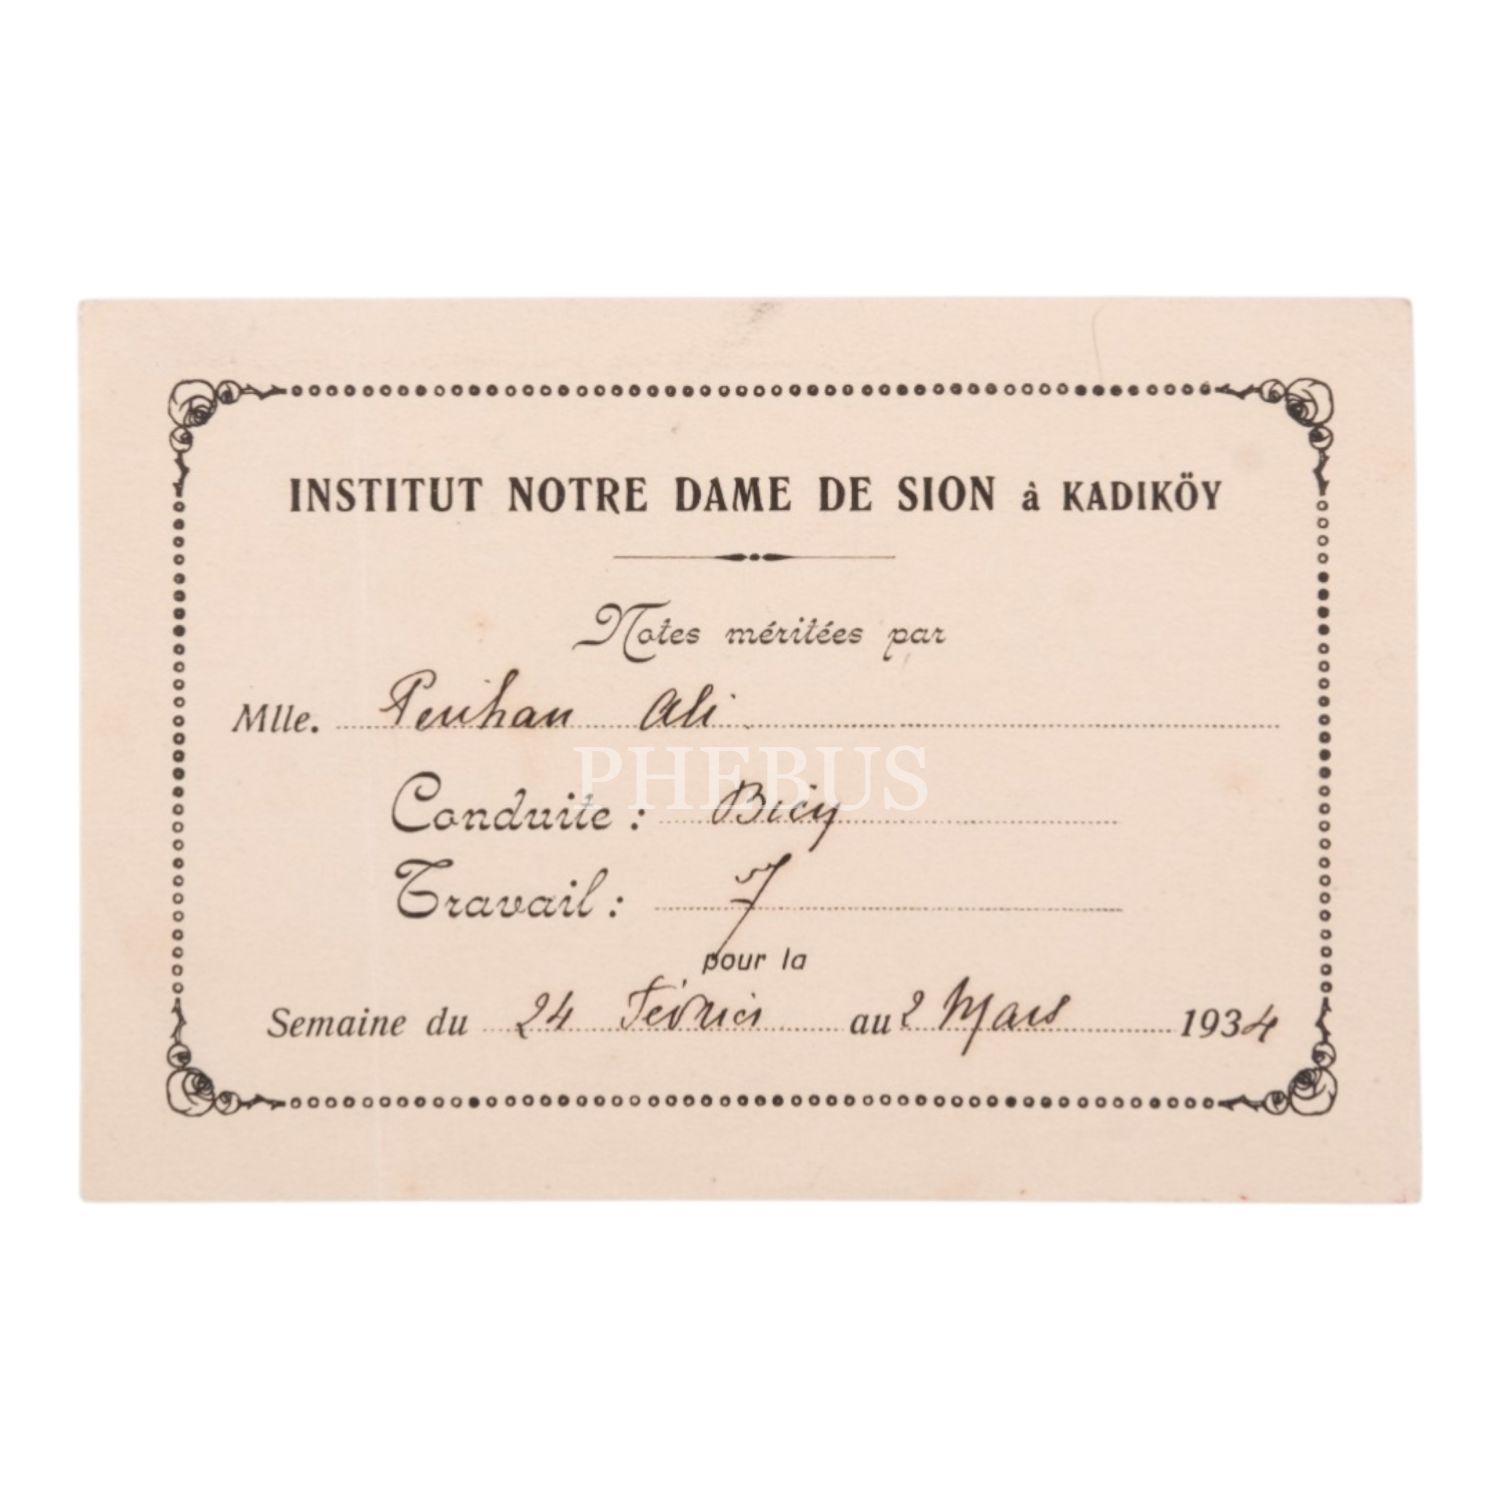 INSTITUT NOTRE DAME DE SION à KADIKÖY
Notes méritées par
Mlle. Perihan Ali
PHEBUS
Conduite : Bien
Travail : 7
pour la
Semaine du 24 Février au 2 Mars 1934